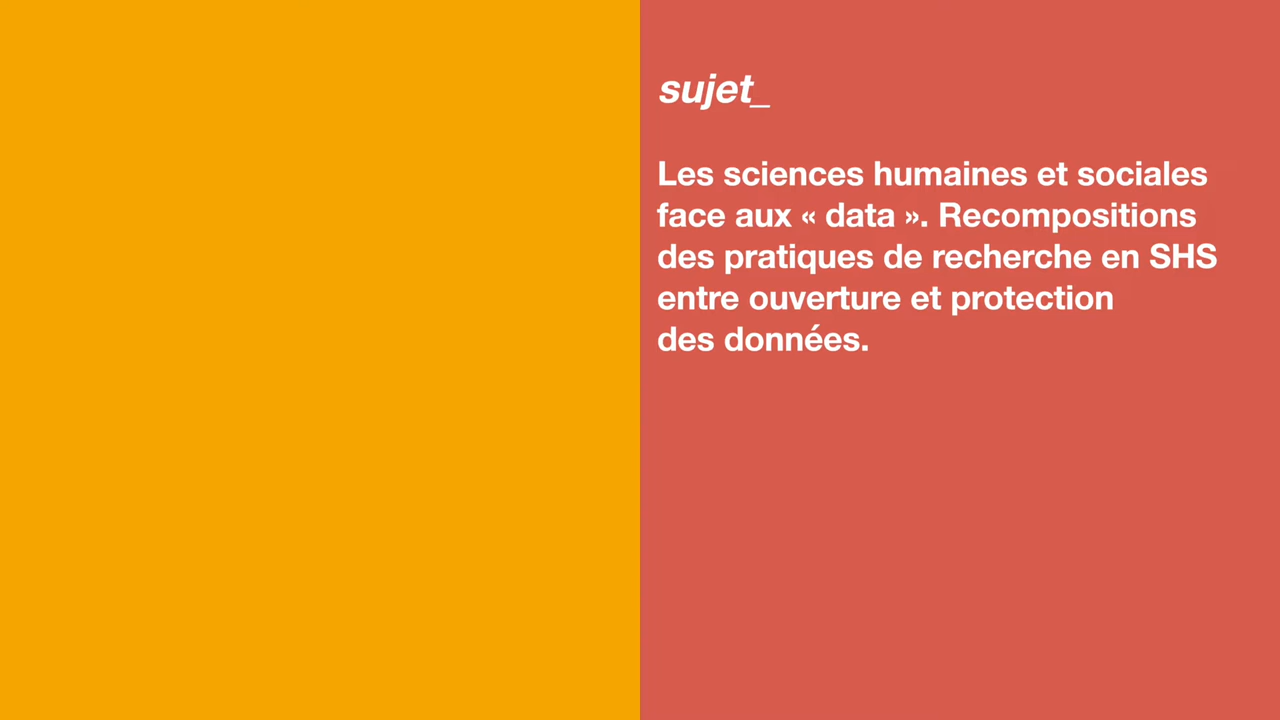 sujet_
Les sciences humaines et sociales
face aux « data ». Recompositions
des pratiques de recherche en SHS
entre ouverture et protection
des données.